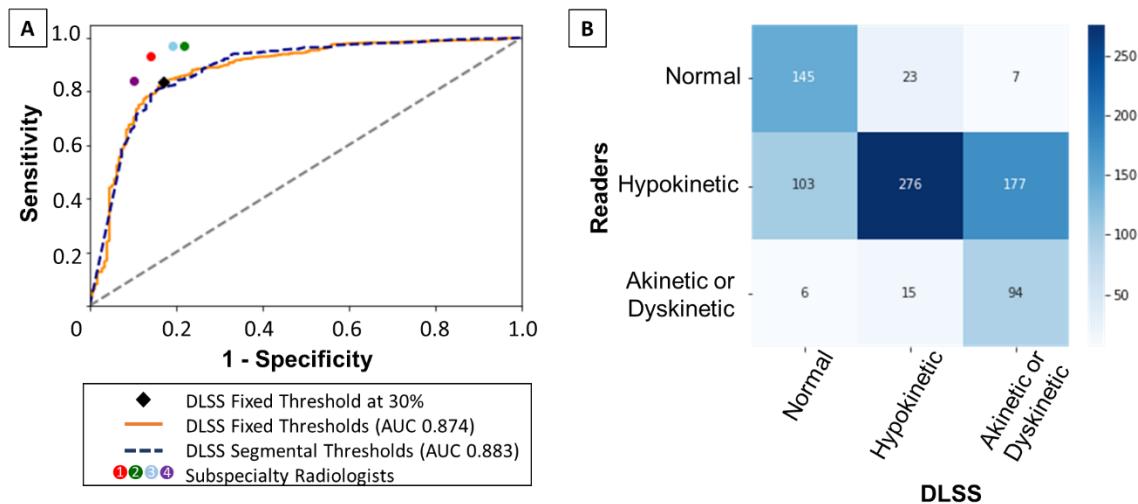 A
1.0
0.8
0.6
0.4
0.2
0
0.2
0.4
0.6
0.8
1.0
Sensitivity
1 - Specificity
DLSS Fixed Threshold at 30%
DLSS Fixed Thresholds (AUC 0.874)
DLSS Segmental Thresholds (AUC 0.883)
1 2 3 4 Subspecialty Radiologists
B
Readers
Normal
145 23 7
Hypokinetic
103 276 177
Akinetic or
Dyskinetic
6 15 94
Normal
Hypokinetic
Akinetic or
Dyskinetic
DLSS
250
200
150
100
50